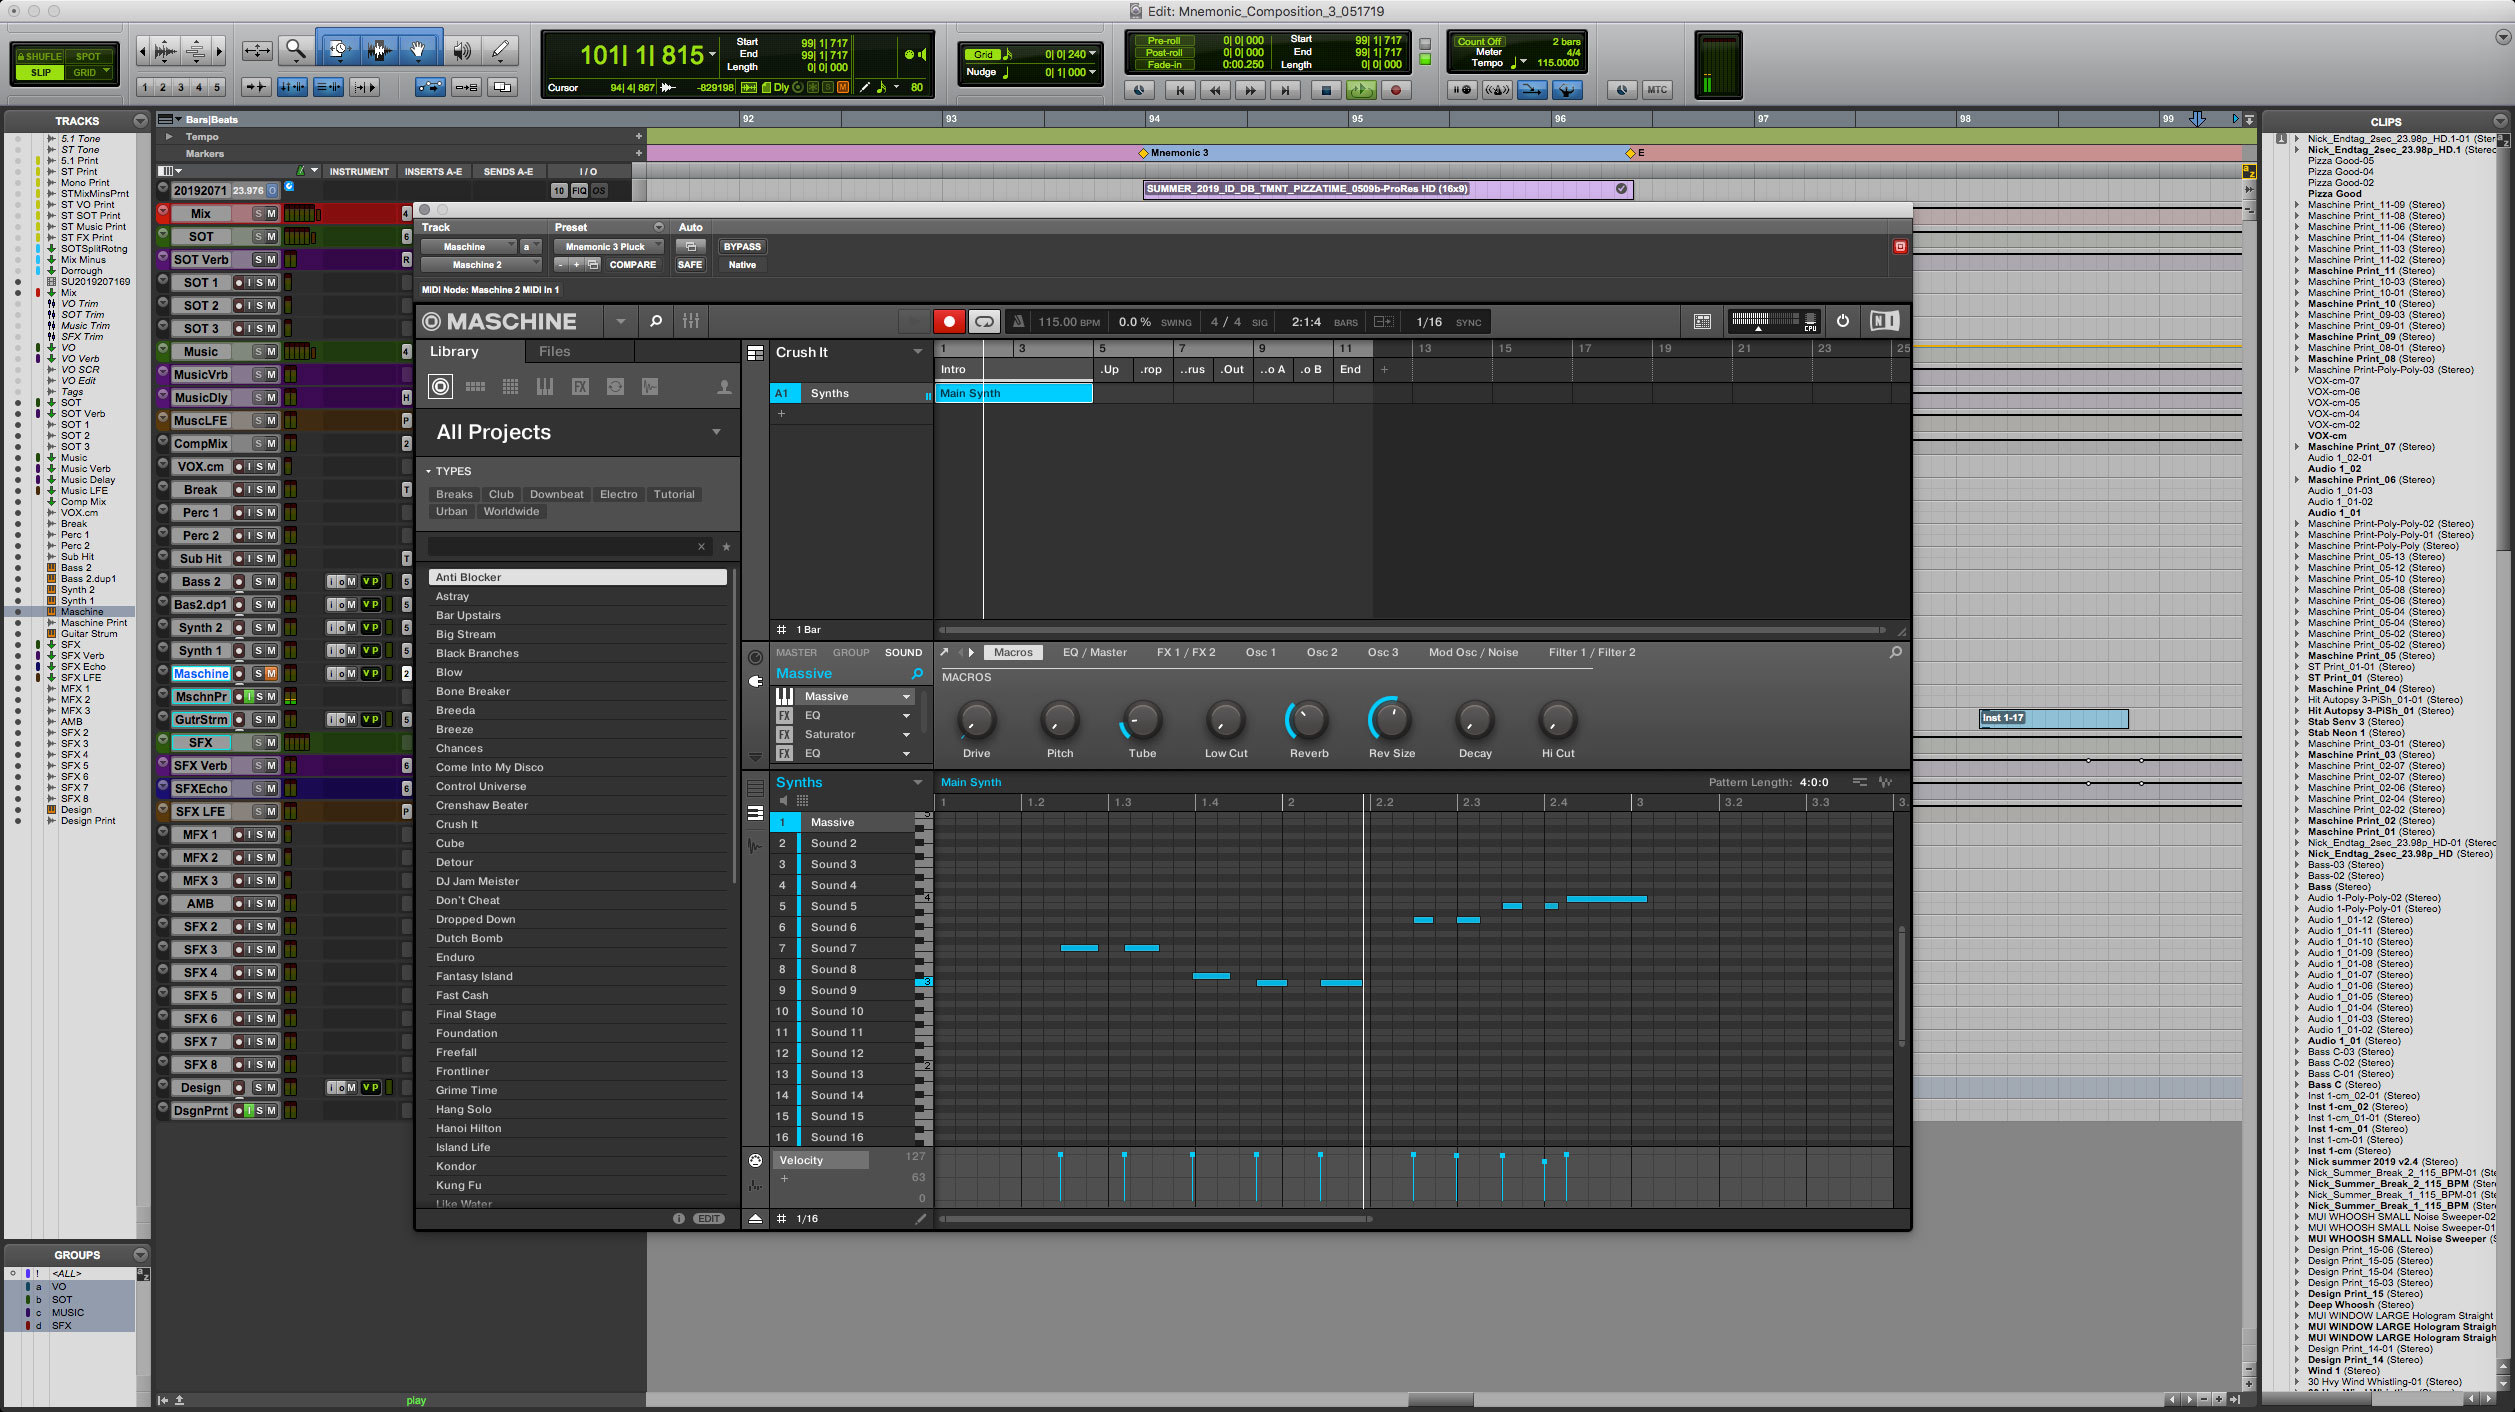 Edit: Mnemonic_Composition_3_051719
SHUFLE SPOT
SLIP GRID
1 2 3 4 5
101| 1| 815
Start 99| 1| 717
End 99| 1| 717
Length 0| 0| 000
Cursor 94| 4| 867 -829198 Dly S M 80
Grid 0| 0| 240
Nudge 0| 1| 000
Pre-roll 0| 0| 000
Post-roll 0| 0| 000
Fade-in 0:00.250
Start 99| 1| 717
End 99| 1| 717
Length 0| 0| 000
Count Off 2 bars
Meter 4/4
Tempo 115.0000
MTC
TRACKS
5.1 Tone
ST Tone
5.1 Print
ST Print
Mono Print
STMixMinsPrnt
ST VO Print
ST SOT Print
ST Music Print
ST FX Print
SOTSplitRotng
Mix Minus
Dorrough
SU2019207169
Mix
VO Trim
SOT Trim
Music Trim
SFX Trim
VO
VO Verb
VO SCR
VO Edit
Tags
SOT
SOT Verb
SOT 1
SOT 2
SOT 3
Music
Music Verb
Music Delay
Music LFE
Comp Mix
VOX.cm
Break
Perc 1
Perc 2
Sub Hit
Bass 2
Bass 2.dup1
Synth 2
Synth 1
Maschine
Maschine Print
Guitar Strum
SFX
SFX Verb
SFX Echo
SFX LFE
MFX 1
MFX 2
MFX 3
AMB
SFX 2
SFX 3
SFX 4
SFX 5
SFX 6
SFX 7
SFX 8
Design
Design Print
GROUPS
! <ALL>
a VO
b SOT
c MUSIC
d SFX
Bars|Beats
Tempo
Markers
92 93 94 95 96 97 98 99
Mnemonic 3
E
INSTRUMENT INSERTS A-E SENDS A-E I / O
20192071 23.976 10 FIQ OS
SUMMER_2019_ID_DB_TMNT_PIZZATIME_0509b-ProRes HD (16x9)
Mix S M 4
SOT S M 6
SOT Verb S M R
SOT 1 I S M
SOT 2 I S M
SOT 3 I S M
Music S M 4
MusicVrb S M
MusicDly S M H
MuscLFE S M P
CompMix S M 2
VOX.cm I S M
Break I S M T
Perc 1 I S M
Perc 2 I S M
Sub Hit I S M T
Bass 2 S M i o M V P 5
Bas2.dp1 S M i o M V P 5
Synth 2 S M i o M V P 5
Synth 1 S M i o M V P 5
Maschine S M i o M V P 2
MschnPr I S M
GutrStrm S M i o M V P 5
SFX S M
SFX Verb S M 6
SFXEcho S M 6
SFX LFE S M P
MFX 1 I S M
MFX 2 I S M
MFX 3 I S M
AMB I S M
SFX 2 I S M
SFX 3 I S M
SFX 4 I S M
SFX 5 I S M
SFX 6 I S M
SFX 7 I S M
SFX 8 I S M
Design S M i o M V P
DsgnPrnt I S M
play
Inst 1-17
Track Preset Auto
Maschine a Mnemonic 3 Pluck BYPASS
Maschine 2 - + COMPARE SAFE Native
MIDI Node: Maschine 2 MIDI In 1
MASCHINE
115.00 BPM 0.0 % SWING 4 / 4 SIG 2:1:4 BARS 1/16 SYNC
CPU
NI
Library Files
FX
All Projects
TYPES
Breaks Club Downbeat Electro Tutorial
Urban Worldwide
Anti Blocker
Astray
Bar Upstairs
Big Stream
Black Branches
Blow
Bone Breaker
Breeda
Breeze
Chances
Come Into My Disco
Control Universe
Crenshaw Beater
Crush It
Cube
Detour
DJ Jam Meister
Don't Cheat
Dropped Down
Dutch Bomb
Enduro
Fantasy Island
Fast Cash
Final Stage
Foundation
Freefall
Frontliner
Grime Time
Hang Solo
Hanoi Hilton
Island Life
Kondor
Kung Fu
Like Water
EDIT
Crush It
1 3 5 7 9 11 13 15 17 19 21 23 25
Intro .Up .rop ..rus .Out ..o A ..o B End +
A1 Synths Main Synth
+
1 Bar
MASTER GROUP SOUND
Macros EQ / Master FX 1 / FX 2 Osc 1 Osc 2 Osc 3 Mod Osc / Noise Filter 1 / Filter 2
Massive
MACROS
Massive
FX EQ
FX Saturator
FX EQ
Drive Pitch Tube Low Cut Reverb Rev Size Decay Hi Cut
Synths
Main Synth
Pattern Length: 4:0:0
1 1.2 1.3 1.4 2 2.2 2.3 2.4 3 3.2 3.3 3.
1 Massive
2 Sound 2
3 Sound 3
4 Sound 4
5 Sound 5
6 Sound 6
7 Sound 7
8 Sound 8
9 Sound 9
10 Sound 10
11 Sound 11
12 Sound 12
13 Sound 13
14 Sound 14
15 Sound 15
16 Sound 16
5
4
3
2
Velocity 127
+ 63
0
1/16
CLIPS
Nick_Endtag_2sec_23.98p_HD.1-01 (Ster
Nick_Endtag_2sec_23.98p_HD.1 (Stere
Pizza Good-05
Pizza Good-04
Pizza Good-02
Pizza Good
Maschine Print_11-09 (Stereo)
Maschine Print_11-08 (Stereo)
Maschine Print_11-06 (Stereo)
Maschine Print_11-04 (Stereo)
Maschine Print_11-03 (Stereo)
Maschine Print_11-02 (Stereo)
Maschine Print_11 (Stereo)
Maschine Print_10-03 (Stereo)
Maschine Print_10-01 (Stereo)
Maschine Print_10 (Stereo)
Maschine Print_09-03 (Stereo)
Maschine Print_09-01 (Stereo)
Maschine Print_09 (Stereo)
Maschine Print_08-01 (Stereo)
Maschine Print_08 (Stereo)
Maschine Print-Poly-Poly-03 (Stereo)
VOX-cm-07
VOX-cm-06
VOX-cm-05
VOX-cm-04
VOX-cm-02
VOX-cm
Maschine Print_07 (Stereo)
Audio 1_02-01
Audio 1_02
Maschine Print_06 (Stereo)
Audio 1_01-03
Audio 1_01-02
Audio 1_01
Maschine Print-Poly-Poly-02 (Stereo)
Maschine Print-Poly-Poly-01 (Stereo)
Maschine Print-Poly-Poly (Stereo)
Maschine Print_05-13 (Stereo)
Maschine Print_05-12 (Stereo)
Maschine Print_05-10 (Stereo)
Maschine Print_05-08 (Stereo)
Maschine Print_05-06 (Stereo)
Maschine Print_05-04 (Stereo)
Maschine Print_05-04 (Stereo)
Maschine Print_05-02 (Stereo)
Maschine Print_05-02 (Stereo)
Maschine Print_05 (Stereo)
ST Print_01-01 (Stereo)
ST Print_01 (Stereo)
Maschine Print_04 (Stereo)
Hit Autopsy 3-PiSh_01-01 (Stereo)
Hit Autopsy 3-PiSh_01 (Stereo)
Stab Senv 3 (Stereo)
Stab Neon 1 (Stereo)
Maschine Print_03-01 (Stereo)
Maschine Print_03 (Stereo)
Maschine Print_02-07 (Stereo)
Maschine Print_02-07 (Stereo)
Maschine Print_02-06 (Stereo)
Maschine Print_02-04 (Stereo)
Maschine Print_02-02 (Stereo)
Maschine Print_02 (Stereo)
Maschine Print_01 (Stereo)
Nick_Endtag_2sec_23.98p_HD-01 (Sterec
Nick_Endtag_2sec_23.98p_HD (Stereo)
Bass-03 (Stereo)
Bass-02 (Stereo)
Bass (Stereo)
Audio 1-Poly-Poly-02 (Stereo)
Audio 1-Poly-Poly-01 (Stereo)
Audio 1_01-12 (Stereo)
Audio 1_01-11 (Stereo)
Audio 1_01-10 (Stereo)
Audio 1_01-09 (Stereo)
Audio 1_01-08 (Stereo)
Audio 1_01-07 (Stereo)
Audio 1_01-06 (Stereo)
Audio 1_01-05 (Stereo)
Audio 1_01-04 (Stereo)
Audio 1_01-03 (Stereo)
Audio 1_01-02 (Stereo)
Audio 1_01 (Stereo)
Bass C-03 (Stereo)
Bass C-02 (Stereo)
Bass C-01 (Stereo)
Bass C (Stereo)
Inst 1-cm_02-01 (Stereo)
Inst 1-cm_02 (Stereo)
Inst 1-cm_01-01 (Stereo)
Inst 1-cm_01 (Stereo)
Inst 1-cm-01 (Stereo)
Inst 1-cm (Stereo)
Nick summer 2019 v2.4 (Stereo)
Nick_Summer_Break_2_115_BPM-01 (St
Nick_Summer_Break_2_115_BPM (Stere
Nick_Summer_Break_1_115_BPM-01 (St
Nick_Summer_Break_1_115_BPM (Ster
MUI WHOOSH SMALL Noise Sweeper-02
MUI WHOOSH SMALL Noise Sweeper-01
MUI WHOOSH SMALL Noise Sweeper (S
Design Print_15-06 (Stereo)
Design Print_15-05 (Stereo)
Design Print_15-04 (Stereo)
Design Print_15-03 (Stereo)
Design Print_15 (Stereo)
Deep Whoosh (Stereo)
MUI WINDOW LARGE Hologram Straight
MUI WINDOW LARGE Hologram Straigh
MUI WINDOW LARGE Hologram Straigh
Design Print_14-01 (Stereo)
Design Print_14 (Stereo)
Wind 1 (Stereo)
30 Hvy Wind Whistling-01 (Stereo)